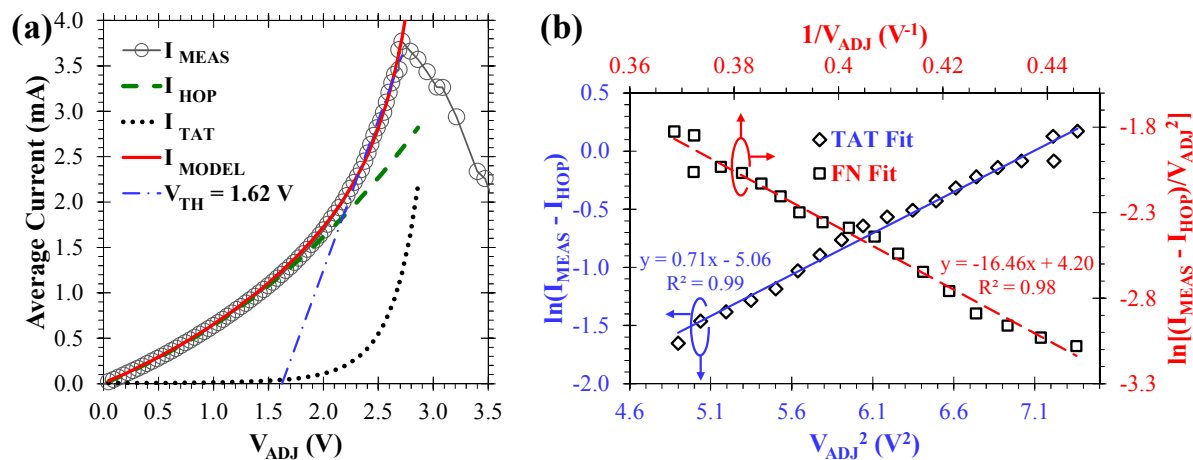 (a)
Average Current (mA)
4.0
3.5
3.0
2.5
2.0
1.5
1.0
0.5
0.0
I MEAS
I HOP
I TAT
I MODEL
V TH = 1.62 V
0.0 0.5 1.0 1.5 2.0 2.5 3.0 3.5
V ADJ (V)
(b)
1/V ADJ (V-1)
0.36 0.38 0.4 0.42 0.44
ln(I MEAS - I HOP)
0.5
0.0
-0.5
-1.0
-1.5
-2.0
TAT Fit
FN Fit
y = 0.71x - 5.06
R² = 0.99
y = -16.46x + 4.20
R² = 0.98
-1.8
-2.3
-2.8
-3.3
ln[(I MEAS - I HOP)/V ADJ 2]
4.6 5.1 5.6 6.1 6.6 7.1
V ADJ 2 (V2)